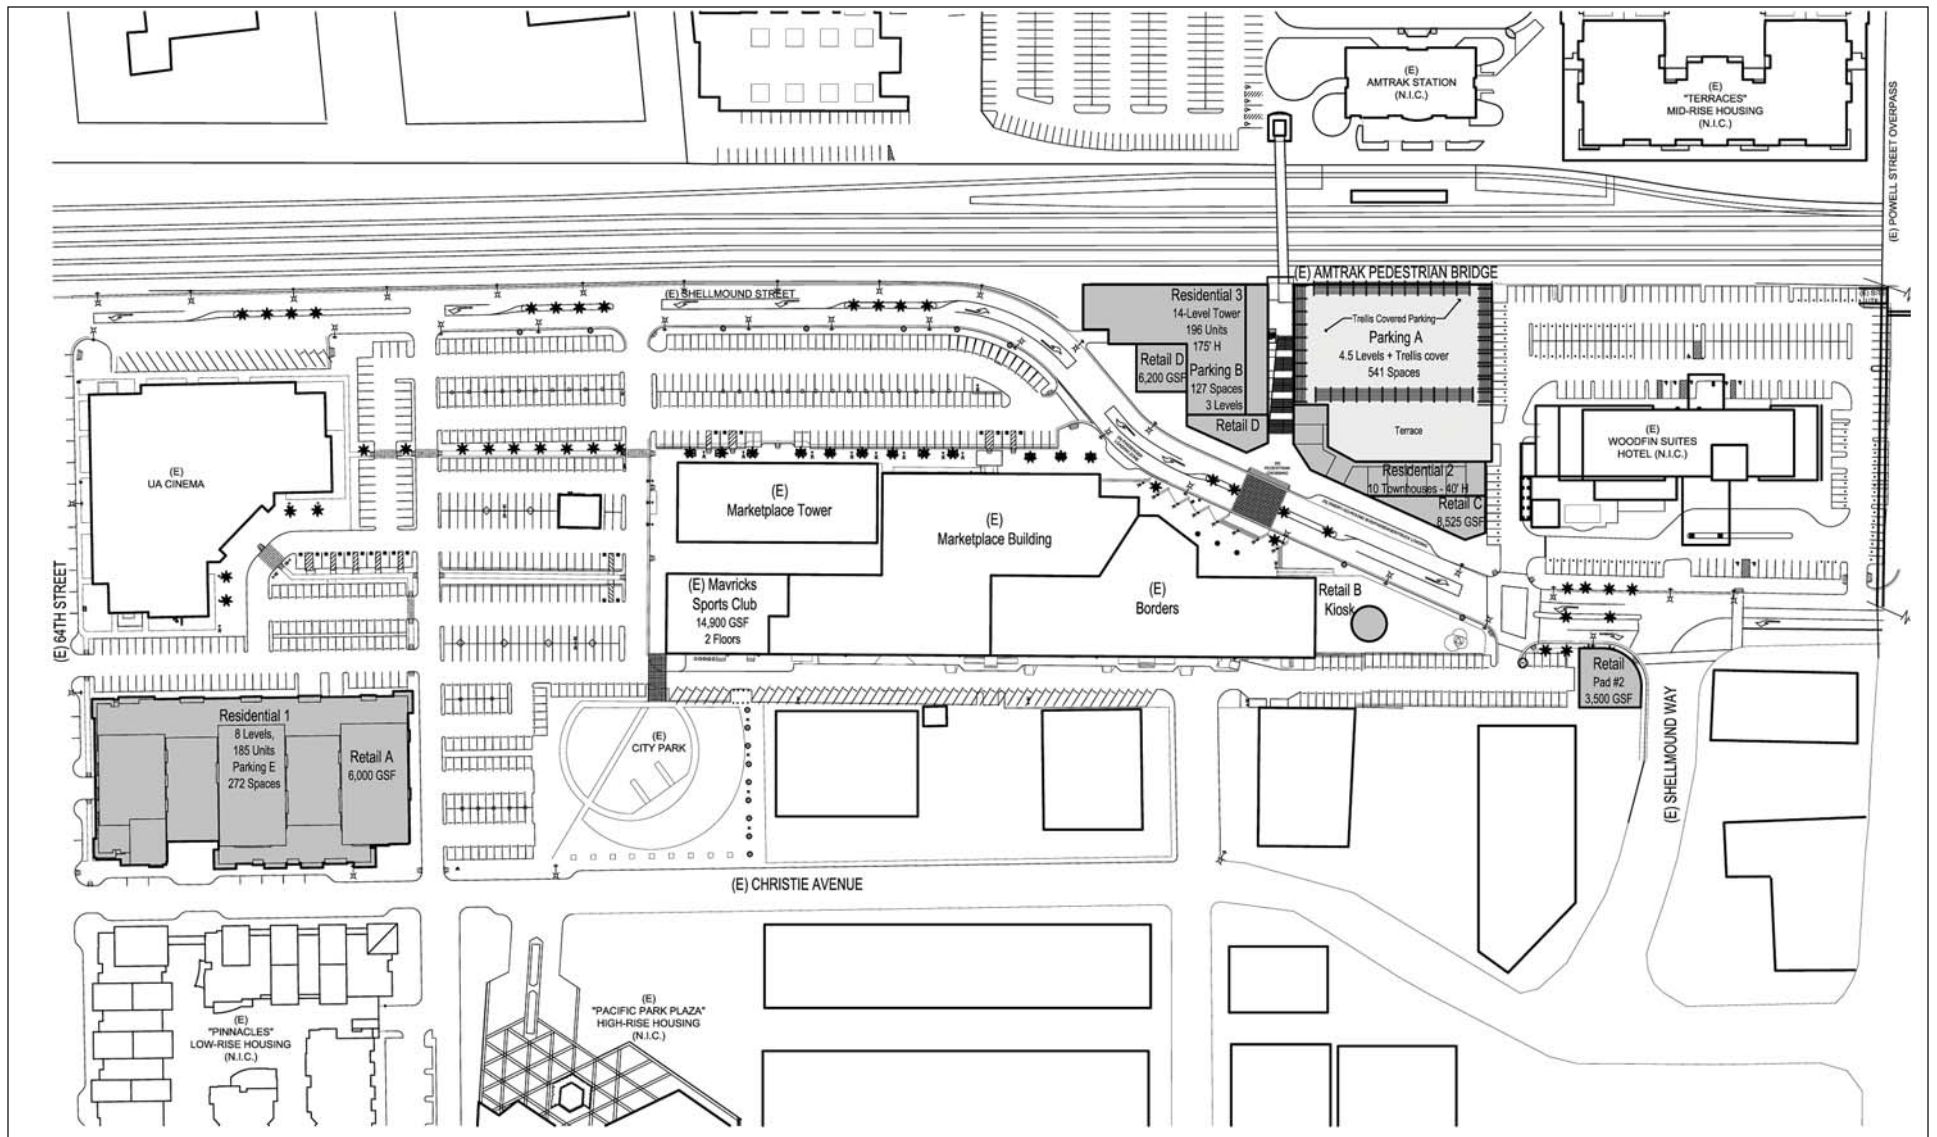 (E)
AMTRAK STATION
(N.I.C.)
(E)
"TERRACES"
MID-RISE HOUSING
(N.I.C.)
(E) POWELL STREET OVERPASS
(E) AMTRAK PEDESTRIAN BRIDGE
(E) SHELLMOUND STREET
Residential 3
14-Level Tower
196 Units
175' H
Retail D
6,200 GSF
Parking B
127 Spaces
3 Levels
Retail D
Trellis Covered Parking
Parking A
4.5 Levels + Trellis cover
541 Spaces
Terrace
Residential 2
10 Townhouses - 40' H
Retail C
8,525 GSF
(E)
WOODFIN SUITES
HOTEL (N.I.C.)
(E)
UA CINEMA
(E)
Marketplace Tower
(E)
Marketplace Building
(E) Mavricks
Sports Club
14,900 GSF
2 Floors
(E)
Borders
Retail B
Kiosk
(E) PEDESTRIAN CROSSING
(E) 64TH STREET
Retail
Pad #2
3,500 GSF
(E) SHELLMOUND WAY
Residential 1
8 Levels,
185 Units
Parking E
272 Spaces
Retail A
6,000 GSF
(E)
CITY PARK
(E) CHRISTIE AVENUE
(E)
"PINNACLES"
LOW-RISE HOUSING
(N.I.C.)
(E)
"PACIFIC PARK PLAZA"
HIGH-RISE HOUSING
(N.I.C.)